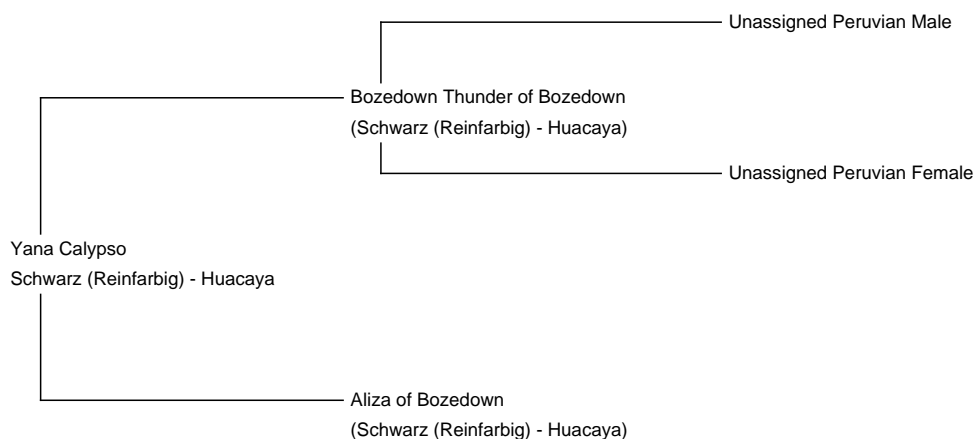 Unassigned Peruvian Male
Bozedown Thunder of Bozedown
(Schwarz (Reinfarbig) - Huacaya)
Unassigned Peruvian Female
Yana Calypso
Schwarz (Reinfarbig) - Huacaya
Aliza of Bozedown
(Schwarz (Reinfarbig) - Huacaya)